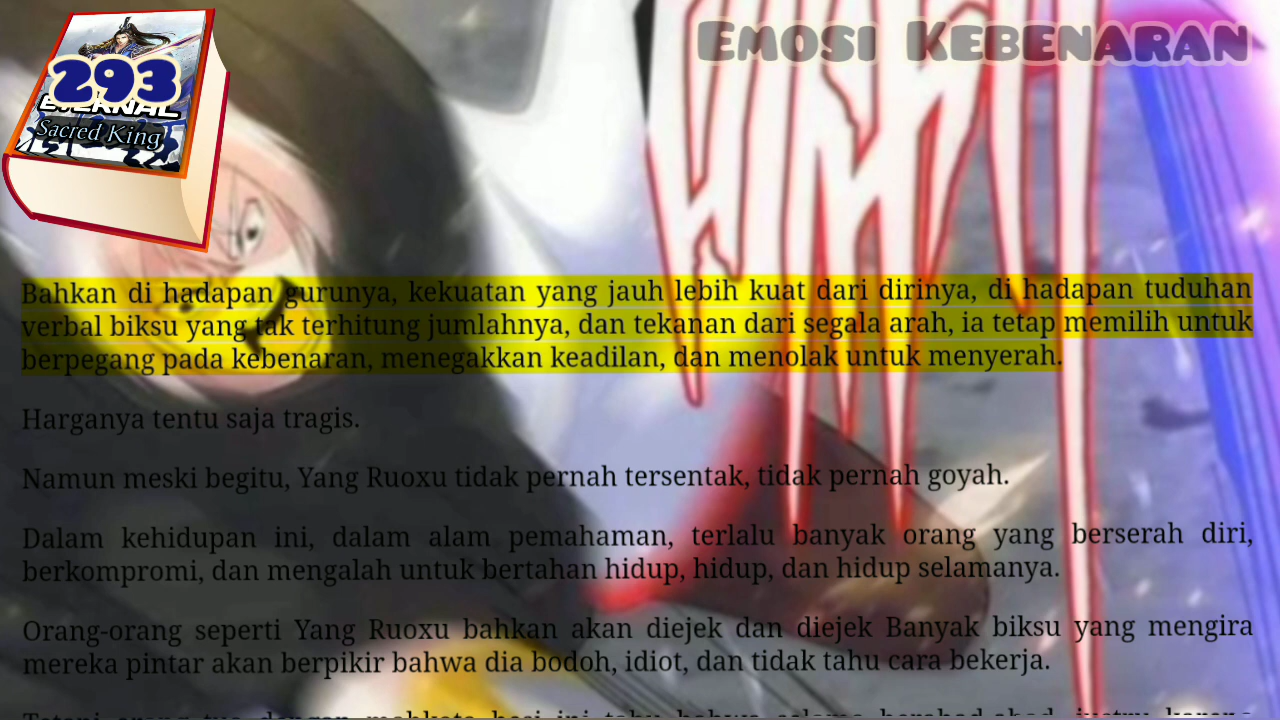 Emosi Kebenaran
293
ETERNAL
Sacred King
Bahkan di hadapan gurunya, kekuatan yang jauh lebih kuat dari dirinya, di hadapan tuduhan
verbal biksu yang tak terhitung jumlahnya, dan tekanan dari segala arah, ia tetap memilih untuk
berpegang pada kebenaran, menegakkan keadilan, dan menolak untuk menyerah.
Harganya tentu saja tragis.
Namun meski begitu, Yang Ruoxu tidak pernah tersentak, tidak pernah goyah.
Dalam kehidupan ini, dalam alam pemahaman, terlalu banyak orang yang berserah diri,
berkompromi, dan mengalah untuk bertahan hidup, hidup, dan hidup selamanya.
Orang-orang seperti Yang Ruoxu bahkan akan diejek dan diejek Banyak biksu yang mengira
mereka pintar akan berpikir bahwa dia bodoh, idiot, dan tidak tahu cara bekerja.